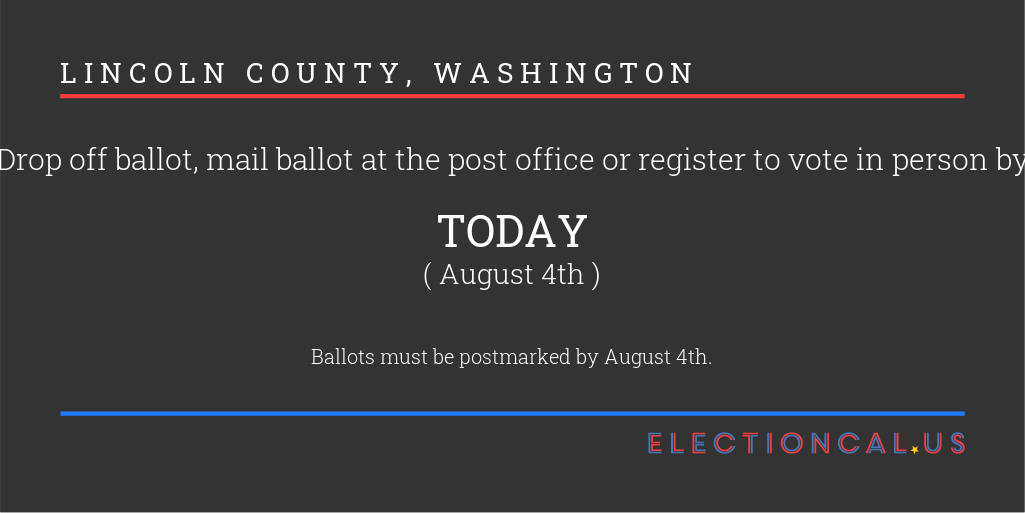 LINCOLN COUNTY, WASHINGTON
Drop off ballot, mail ballot at the post office or register to vote in person by
TODAY
( August 4th )
Ballots must be postmarked by August 4th.
ELECTIONCAL.US